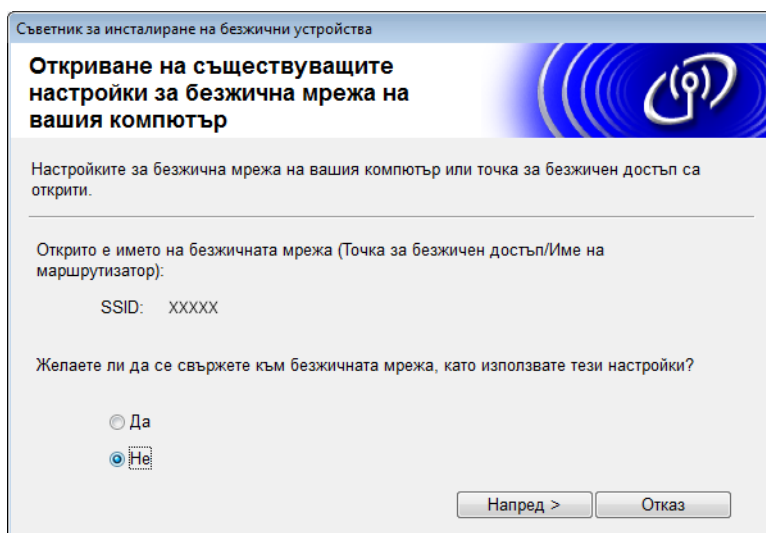 Съветник за инсталиране на безжични устройства
Откриване на съществуващите
настройки за безжична мрежа на
вашия компютър
Настройките за безжична мрежа на вашия компютър или точка за безжичен достъп са
открити.
Открито е името на безжичната мрежа (Точка за безжичен достъп/Име на
маршрутизатор):
SSID: XXXXX
Желаете ли да се свържете към безжичната мрежа, като използвате тези настройки?
Да
Не
Напред > Отказ